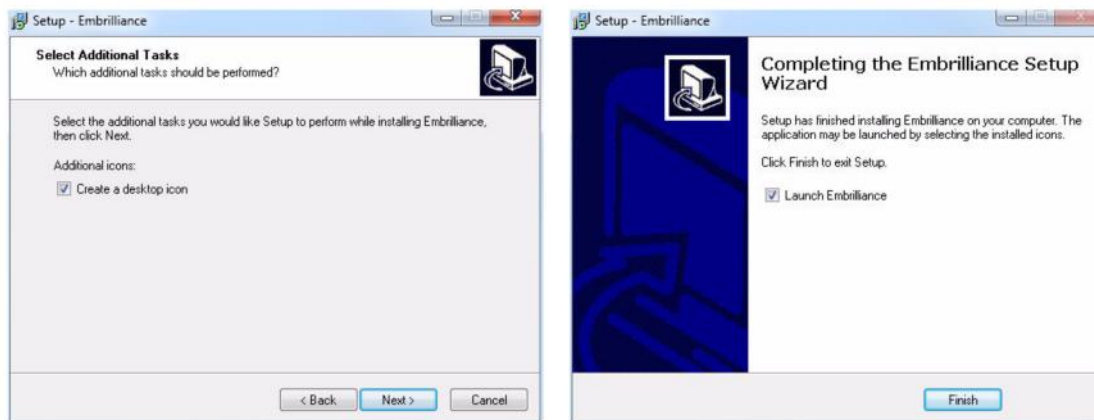 Setup - Embrilliance
Select Additional Tasks
Which additional tasks should be performed?
Select the additional tasks you would like Setup to perform while installing Embrilliance,
then click Next.
Additional icons:
Create a desktop icon
< Back
Next >
Cancel
Setup - Embrilliance
Completing the Embrilliance Setup
Wizard
Setup has finished installing Embrilliance on your computer. The
application may be launched by selecting the installed icons.
Click Finish to exit Setup.
Launch Embrilliance
Finish